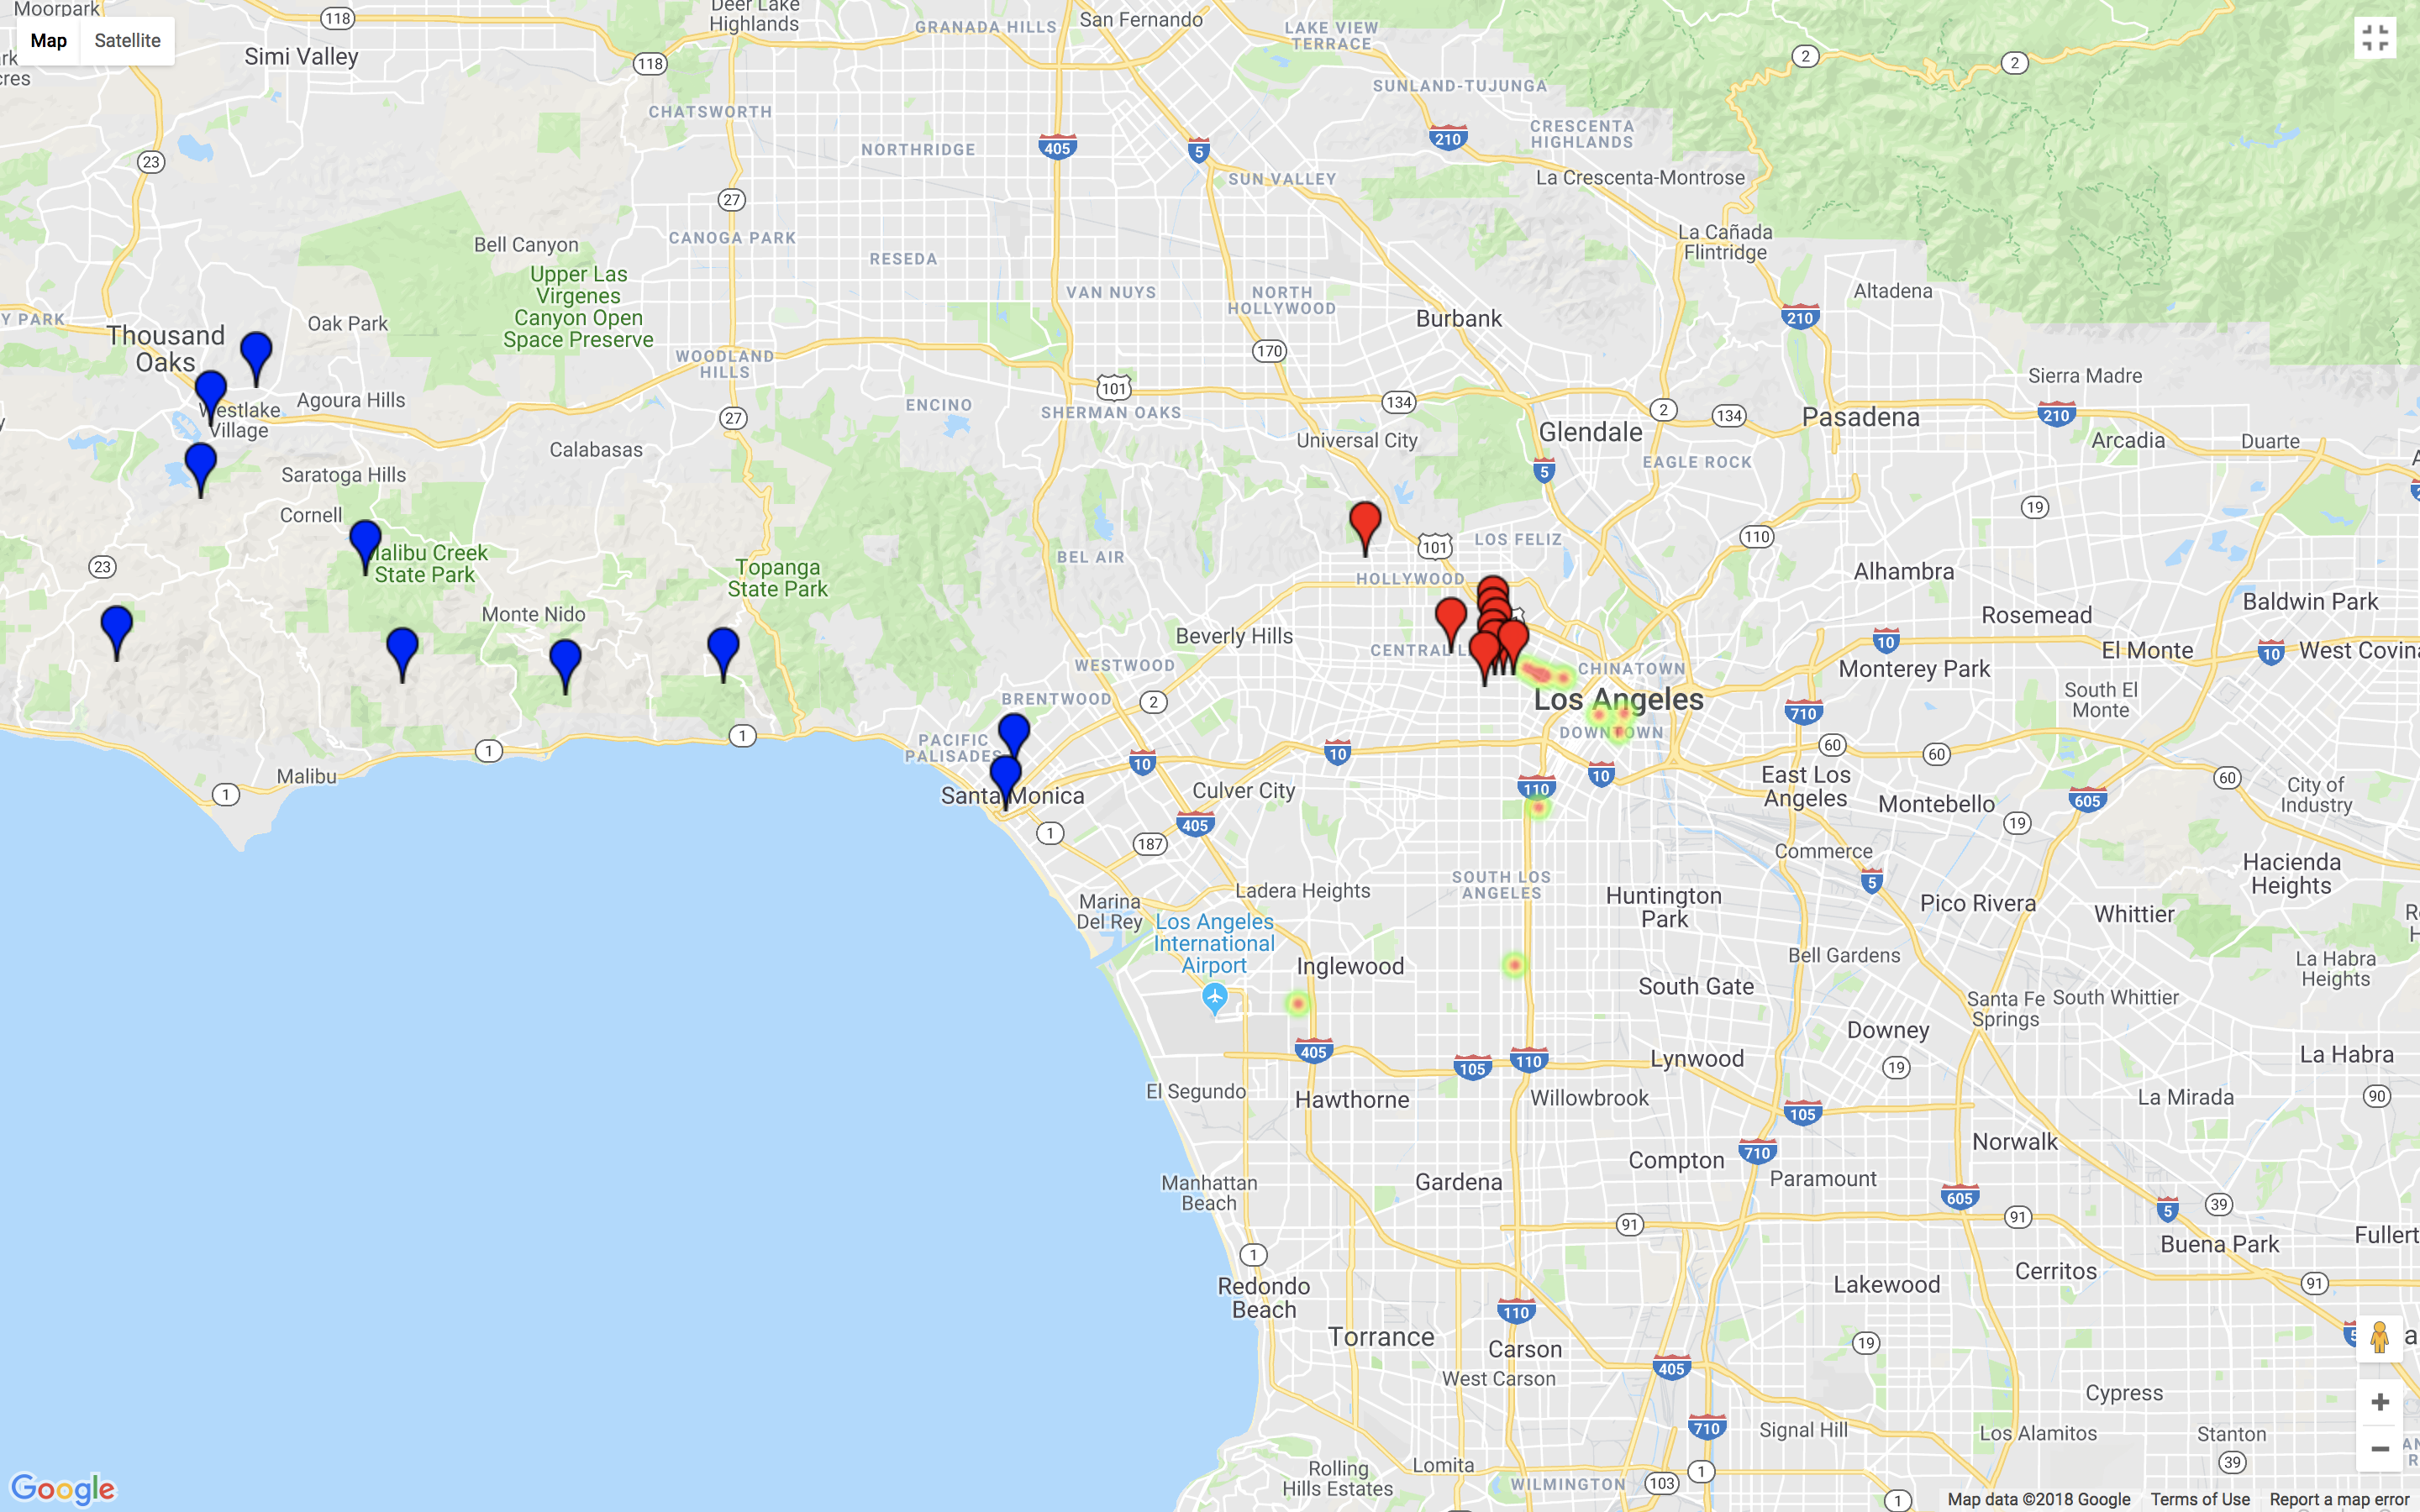 Moorpark
118
Deer Lake
Highlands
GRANADA HILLS
San Fernando
LAKE VIEW
TERRACE
Map
Satellite
Simi Valley
118
2
2
SUNLAND-TUJUNGA
CHATSWORTH
CRESCENTA
HIGHLANDS
23
NORTHRIDGE
405
5
210
SUN VALLEY
La Crescenta-Montrose
27
CANOGA PARK
Bell Canyon
RESEDA
La Cañada
Flintridge
Upper Las
Virgenes
Canyon Open
Space Preserve
VAN NUYS
NORTH
HOLLYWOOD
Altadena
Y PARK
Oak Park
Burbank
210
Thousand
Oaks
WOODLAND
HILLS
170
Sierra Madre
Westlake
Village
Agoura Hills
ENCINO
101
SHERMAN OAKS
134
2
134
Pasadena
210
Arcadia
Duarte
27
Universal City
Glendale
Calabasas
EAGLE ROCK
5
Saratoga Hills
Cornell
19
101
LOS FELIZ
110
BEL AIR
23
Malibu Creek
State Park
Topanga
State Park
HOLLYWOOD
Alhambra
Monte Nido
Beverly Hills
Rosemead
Baldwin Park
CENTRAL L
10
El Monte
10
West Covina
WESTWOOD
CHINATOWN
Monterey Park
BRENTWOOD
2
Los Angeles
710
South El
Monte
1
1
PACIFIC
PALISADES
10
10
DOWNTOWN
60
60
60
Malibu
1
Santa Monica
Culver City
110
10
East Los
Angeles
Montebello
605
City of
Industry
1
187
405
19
Commerce
SOUTH LOS
ANGELES
Ladera Heights
5
Hacienda
Heights
Marina
Del Rey
Los Angeles
International
Airport
Huntington
Park
Pico Rivera
Whittier
Inglewood
Bell Gardens
La Habra
Heights
South Gate
Santa Fe
Springs
South Whittier
Downey
405
105
110
Lynwood
19
La Habra
El Segundo
Hawthorne
Willowbrook
105
La Mirada
90
710
Norwalk
Compton
Manhattan
Beach
Gardena
Paramount
605
5
39
91
91
1
Buena Park
Fullert
Redondo
Beach
Cerritos
Lakewood
91
110
Torrance
Carson
19
405
West Carson
Cypress
710
Signal Hill
Los Alamitos
Stanton
39
Rolling
Hills Estates
Lomita
1
WILMINGTON
103
1
Google
Map data ©2018 Google
Terms of Use
Report a map error